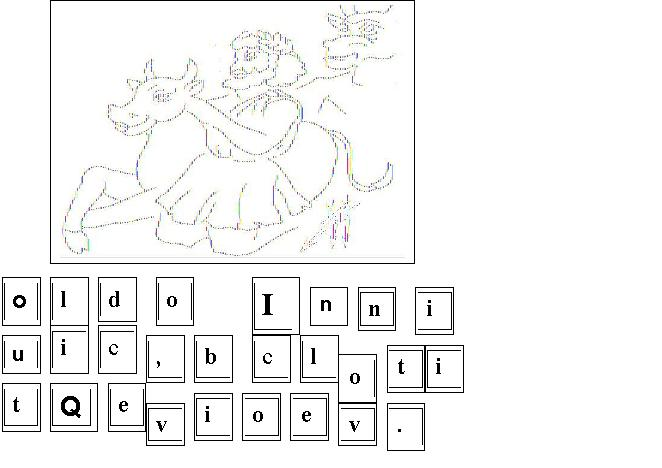 o l d o I n n i
u i c , b c l o t i
t Q e v i o e v .